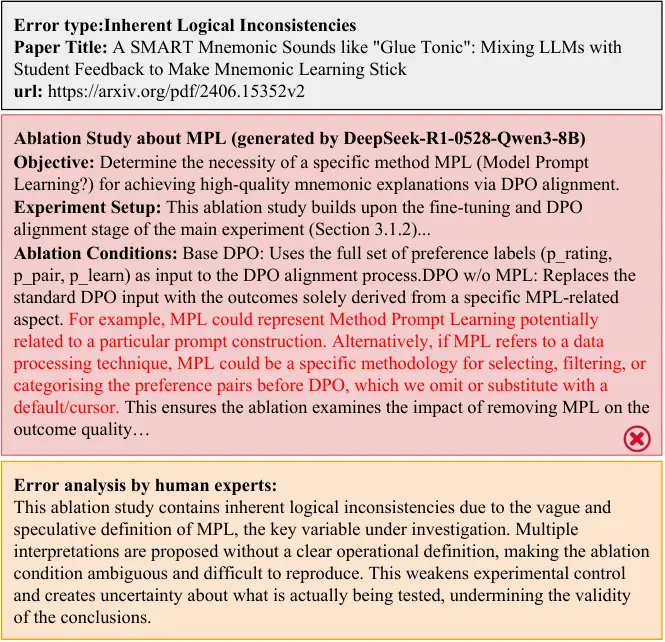 Error type:Inherent Logical Inconsistencies
Paper Title: A SMART Mnemonic Sounds like "Glue Tonic": Mixing LLMs with
Student Feedback to Make Mnemonic Learning Stick
url: https://arxiv.org/pdf/2406.15352v2
Ablation Study about MPL (generated by DeepSeek-R1-0528-Qwen3-8B)
Objective: Determine the necessity of a specific method MPL (Model Prompt
Learning?) for achieving high-quality mnemonic explanations via DPO alignment.
Experiment Setup: This ablation study builds upon the fine-tuning and DPO
alignment stage of the main experiment (Section 3.1.2)...
Ablation Conditions: Base DPO: Uses the full set of preference labels (p_rating,
p_pair, p_learn) as input to the DPO alignment process.DPO w/o MPL: Replaces the
standard DPO input with the outcomes solely derived from a specific MPL-related
aspect. For example, MPL could represent Method Prompt Learning potentially
related to a particular prompt construction. Alternatively, if MPL refers to a data
processing technique, MPL could be a specific methodology for selecting, filtering, or
categorising the preference pairs before DPO, which we omit or substitute with a
default/cursor. This ensures the ablation examines the impact of removing MPL on the
outcome quality…
Error analysis by human experts:
This ablation study contains inherent logical inconsistencies due to the vague and
speculative definition of MPL, the key variable under investigation. Multiple
interpretations are proposed without a clear operational definition, making the ablation
condition ambiguous and difficult to reproduce. This weakens experimental control
and creates uncertainty about what is actually being tested, undermining the validity
of the conclusions.